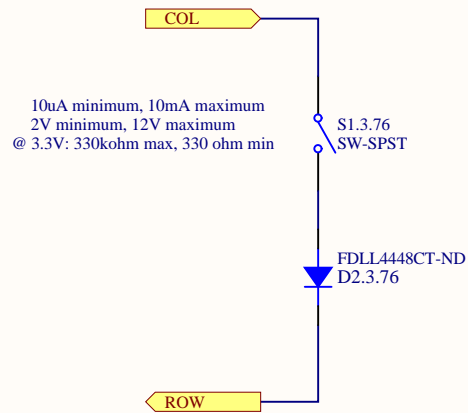 COL
10uA minimum, 10mA maximum
2V minimum, 12V maximum
@ 3.3V: 330kohm max, 330 ohm min
S1.3.76
SW-SPST
FDLL4448CT-ND
D2.3.76
ROW